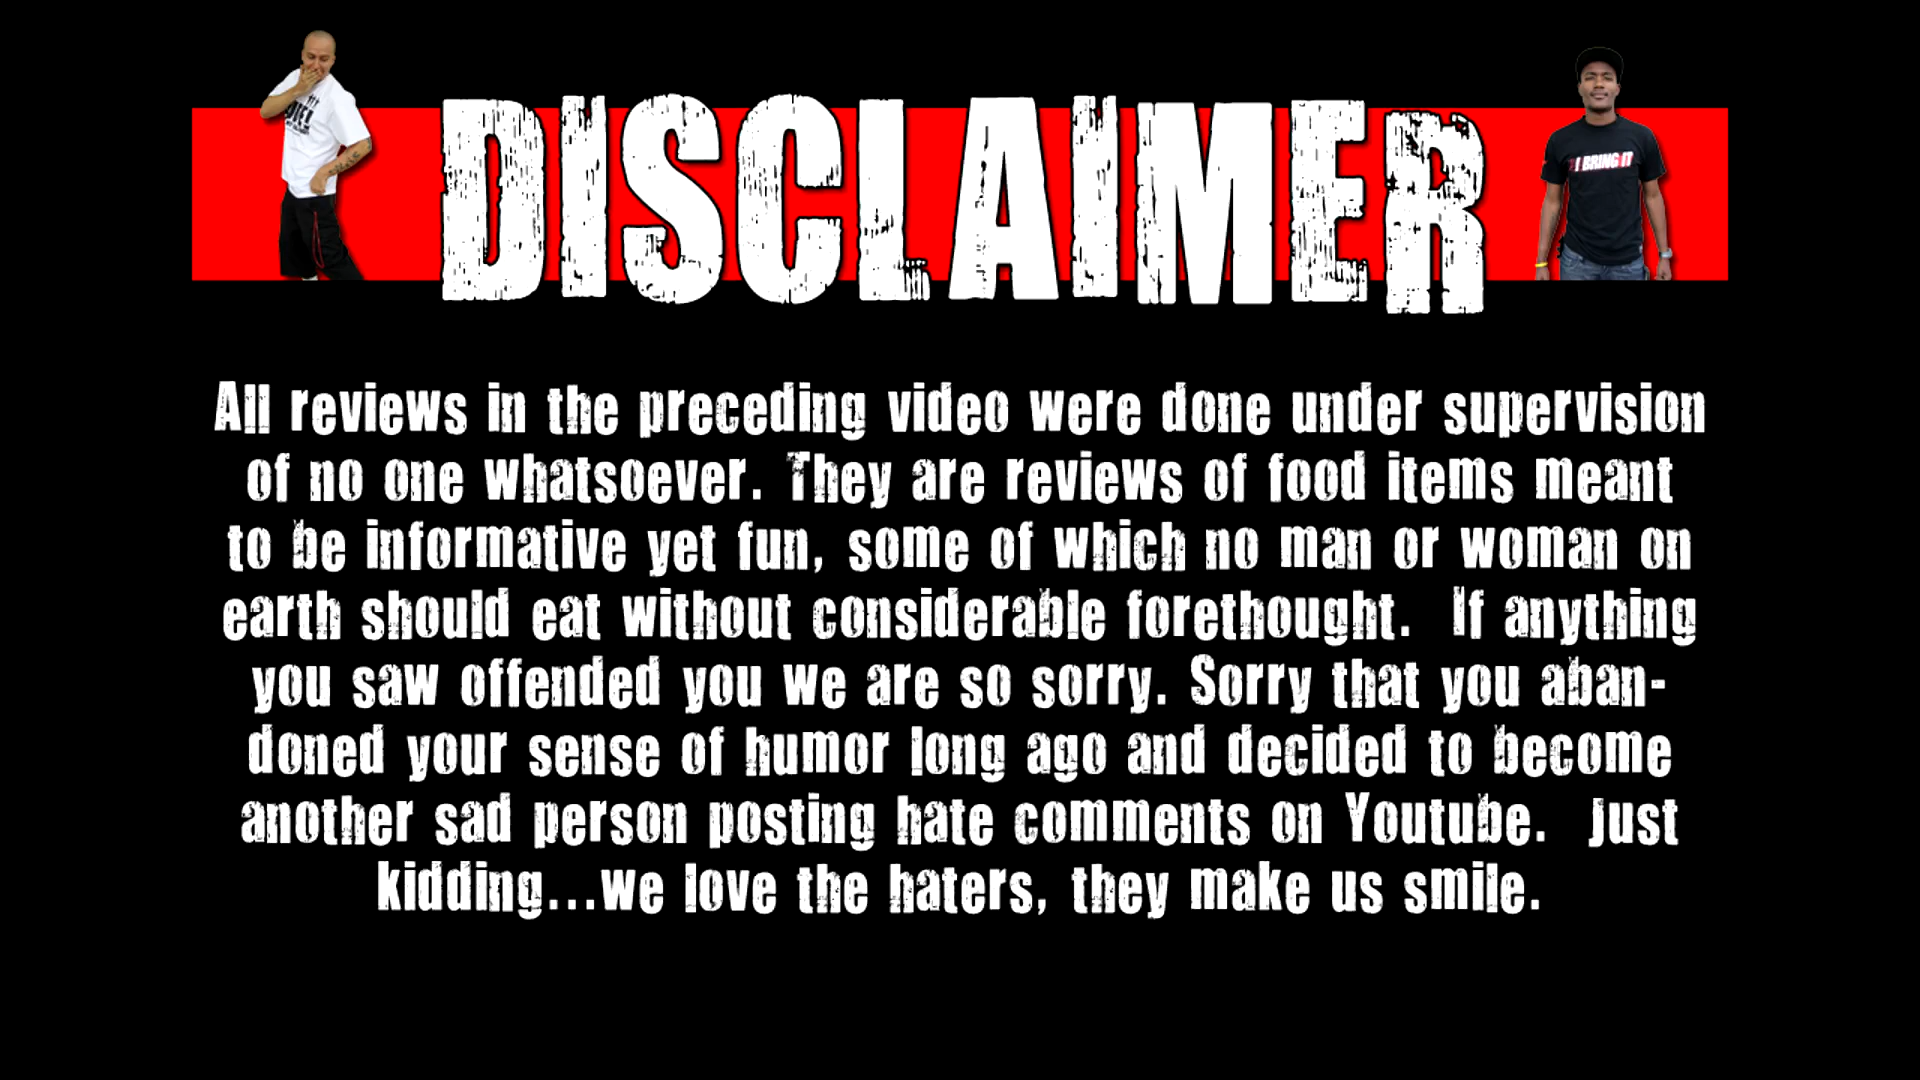 DISCLAIMER
DIET
I BRING IT
All reviews in the preceding video were done under supervision
of no one whatsoever. They are reviews of food items meant
to be informative yet fun, some of which no man or woman on
earth should eat without considerable forethought. If anything
you saw offended you we are so sorry. Sorry that you aban-
doned your sense of humor long ago and decided to become
another sad person posting hate comments on Youtube. Just
kidding...we love the haters, they make us smile.